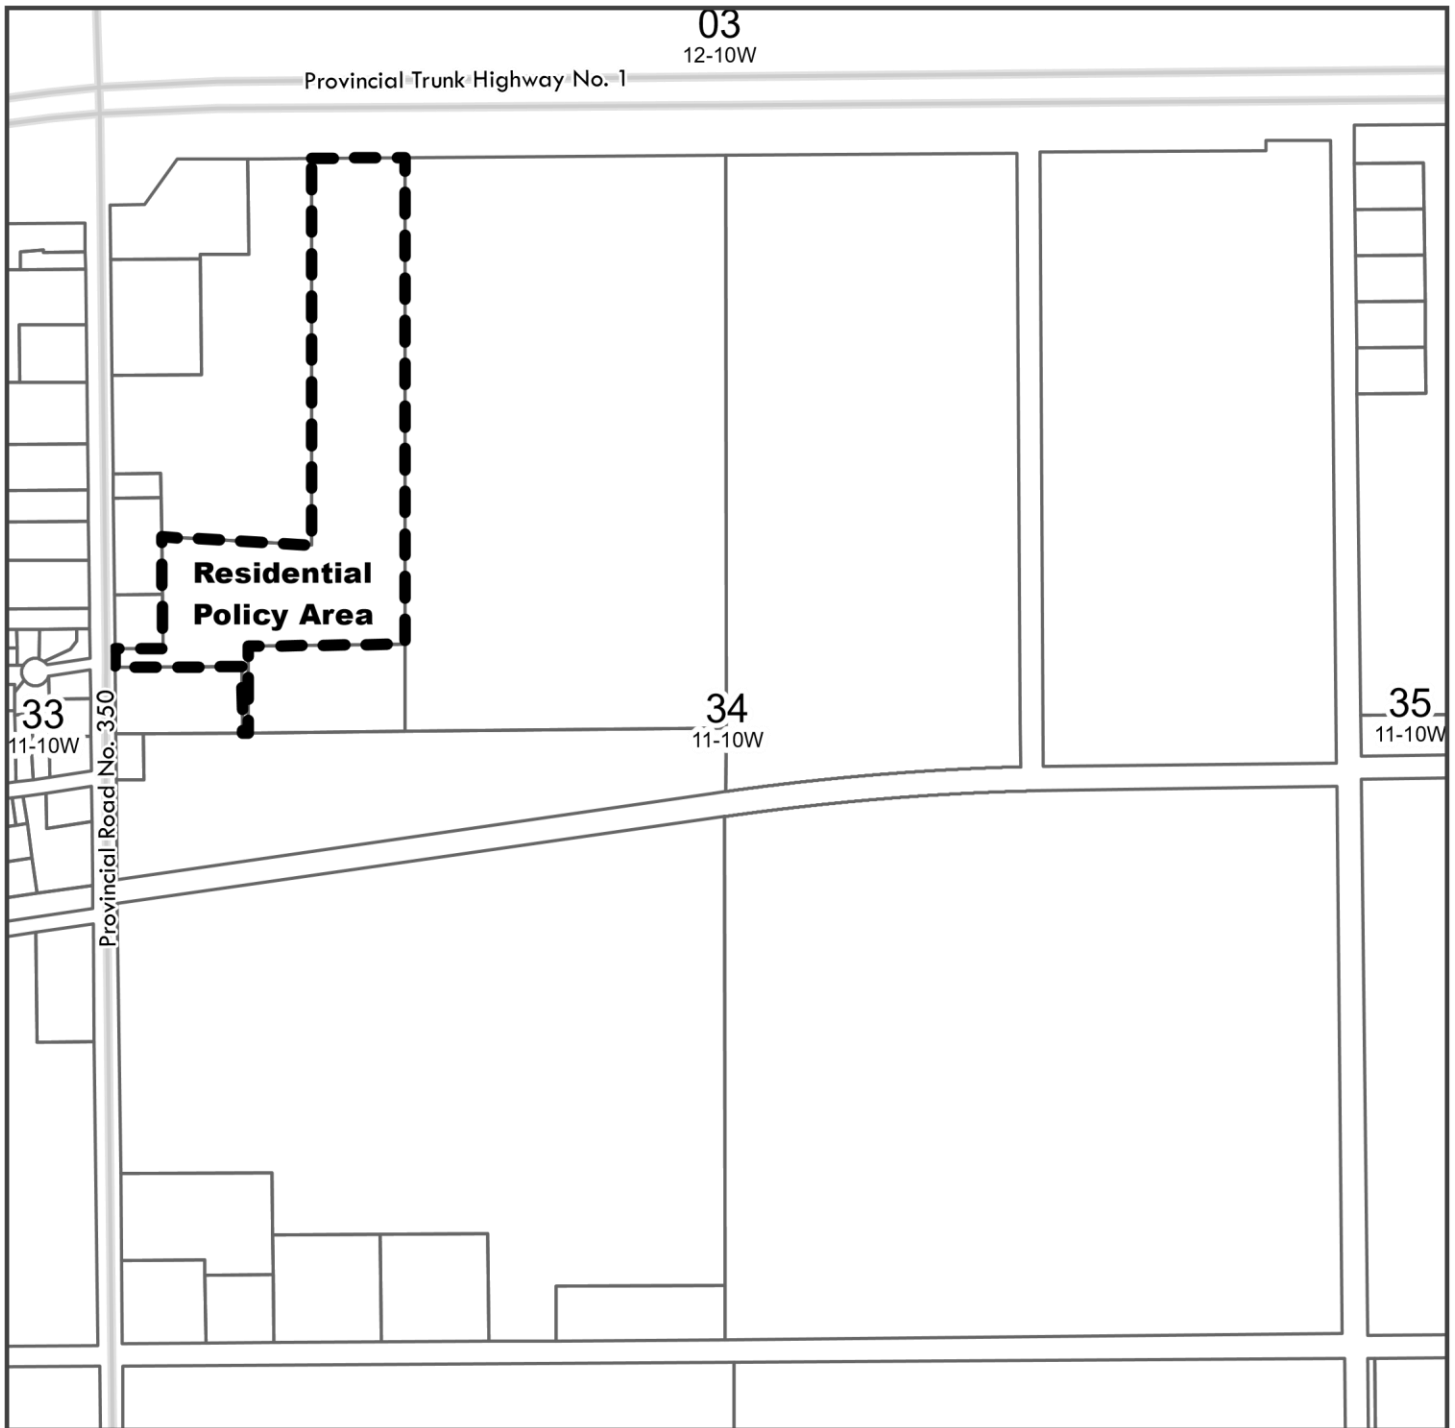 03
12-10W
Provincial Trunk Highway No. 1
Residential
Policy Area
33
11-10W
Provincial Road No. 350
34
11-10W
35
11-10W